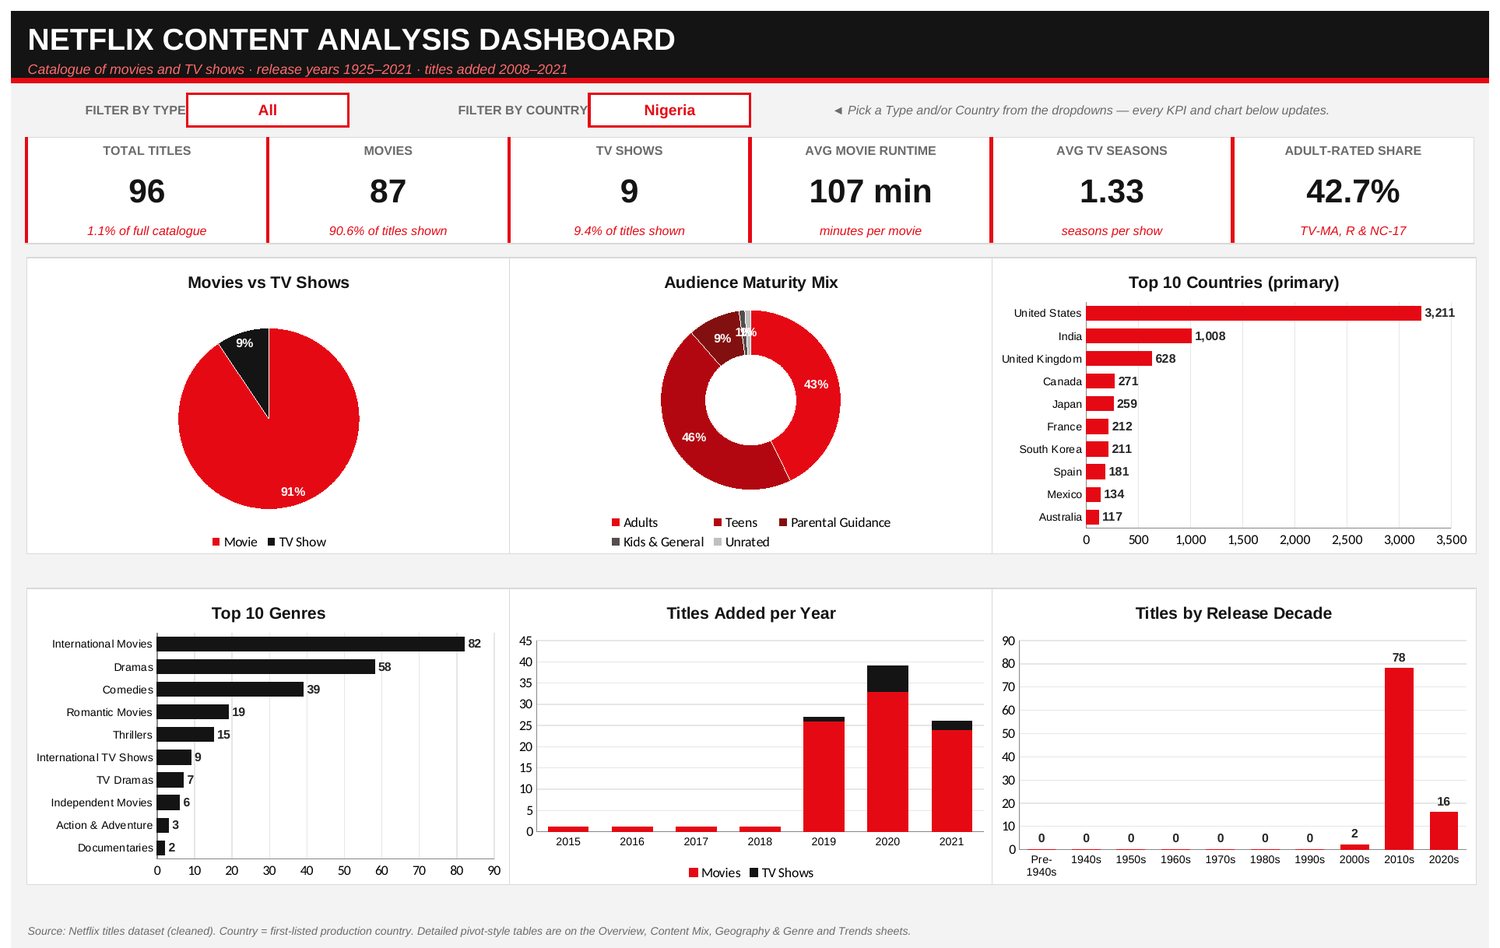 NETFLIX CONTENT ANALYSIS DASHBOARD
Catalogue of movies and TV shows · release years 1925–2021 · titles added 2008–2021
FILTER BY TYPE All FILTER BY COUNTRY Nigeria ◄ Pick a Type and/or Country from the dropdowns — every KPI and chart below updates.
TOTAL TITLES
96
1.1% of full catalogue
MOVIES
87
90.6% of titles shown
TV SHOWS
9
9.4% of titles shown
AVG MOVIE RUNTIME
107 min
minutes per movie
AVG TV SEASONS
1.33
seasons per show
ADULT-RATED SHARE
42.7%
TV-MA, R & NC-17
Movies vs TV Shows
9%
91%
Movie TV Show
Audience Maturity Mix
9%
43%
46%
Adults Teens Parental Guidance
Kids & General Unrated
Top 10 Countries (primary)
United States 3,211
India 1,008
United Kingdom 628
Canada 271
Japan 259
France 212
South Korea 211
Spain 181
Mexico 134
Australia 117
0 500 1,000 1,500 2,000 2,500 3,000 3,500
Top 10 Genres
International Movies 82
Dramas 58
Comedies 39
Romantic Movies 19
Thrillers 15
International TV Shows 9
TV Dramas 7
Independent Movies 6
Action & Adventure 3
Documentaries 2
0 10 20 30 40 50 60 70 80 90
Titles Added per Year
45
40
35
30
25
20
15
10
5
0
2015 2016 2017 2018 2019 2020 2021
Movies TV Shows
Titles by Release Decade
90
80
70
60
50
40
30
20
10
0
0 0 0 0 0 0 0 2 78 16
Pre-1940s 1940s 1950s 1960s 1970s 1980s 1990s 2000s 2010s 2020s
Source: Netflix titles dataset (cleaned). Country = first-listed production country. Detailed pivot-style tables are on the Overview, Content Mix, Geography & Genre and Trends sheets.